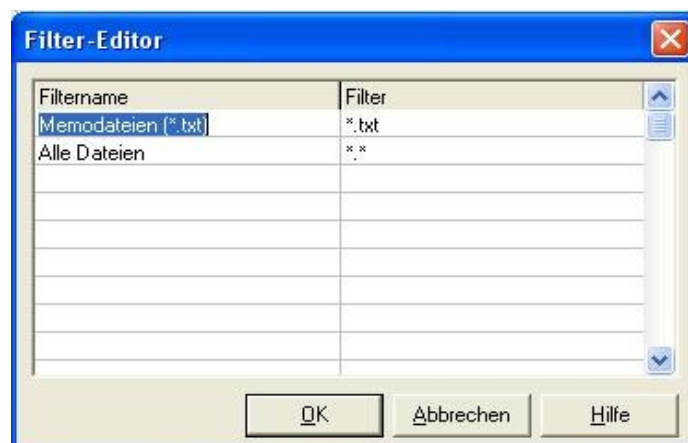 Filter-Editor
Filtername Filter
Memodateien (*.txt) *.txt
Alle Dateien *.*
OK Abbrechen Hilfe